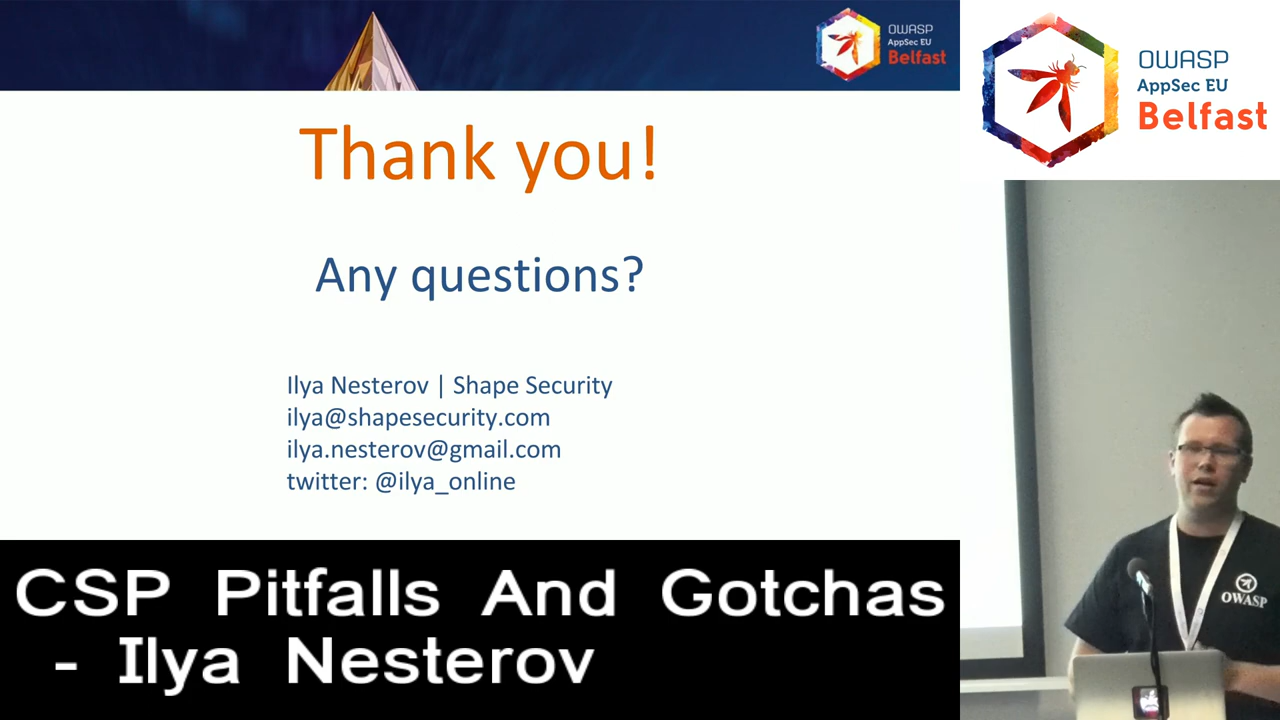 OWASP
AppSec EU
Belfast
Thank you!
Any questions?
Ilya Nesterov | Shape Security
ilya@shapesecurity.com
ilya.nesterov@gmail.com
twitter: @ilya_online
CSP Pitfalls And Gotchas
- Ilya Nesterov
OWASP
AppSec EU
Belfast
OWASP